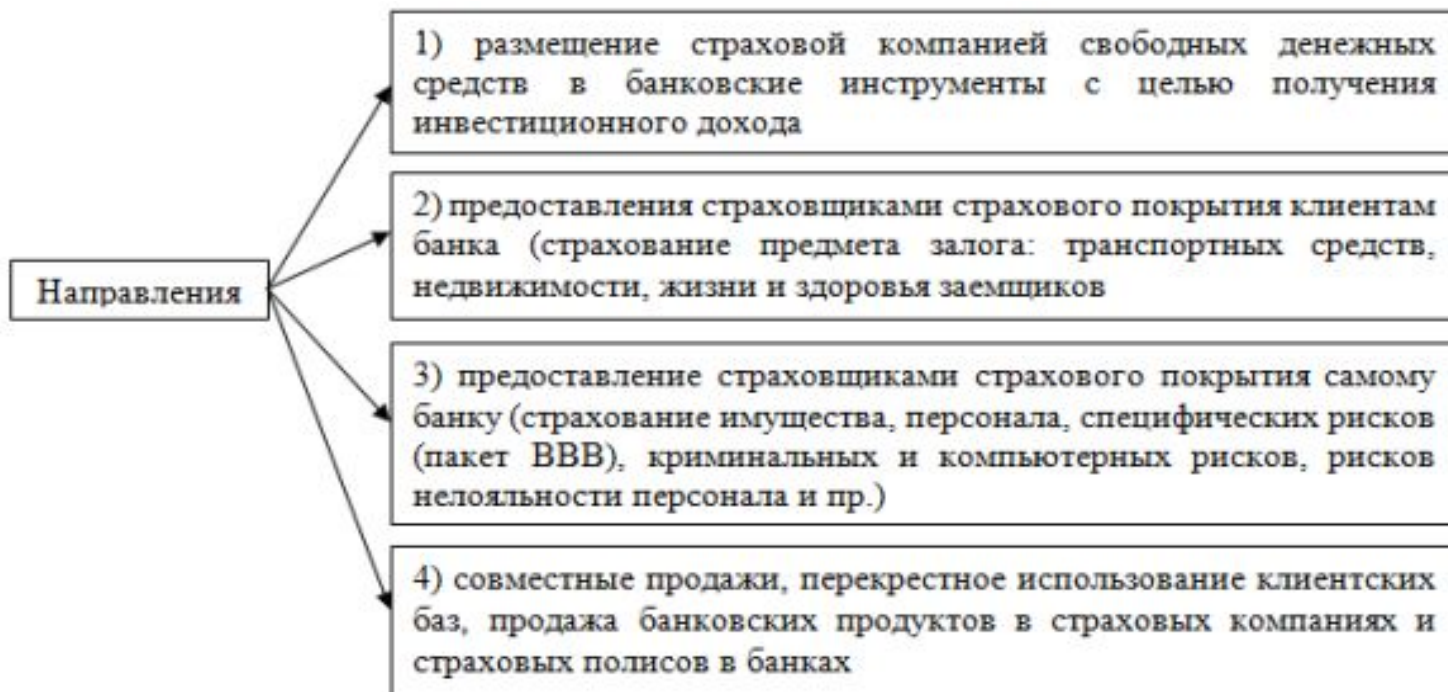 Направления
1) размещение страховой компанией свободных денежных
средств в банковские инструменты с целью получения
инвестиционного дохода
2) предоставления страховщиками страхового покрытия клиентам
банка (страхование предмета залога: транспортных средств,
недвижимости, жизни и здоровья заемщиков
3) предоставление страховщиками страхового покрытия самому
банку (страхование имущества, персонала, специфических рисков
(пакет ВВВ), криминальных и компьютерных рисков, рисков
нелояльности персонала и пр.)
4) совместные продажи, перекрестное использование клиентских
баз, продажа банковских продуктов в страховых компаниях и
страховых полисов в банках